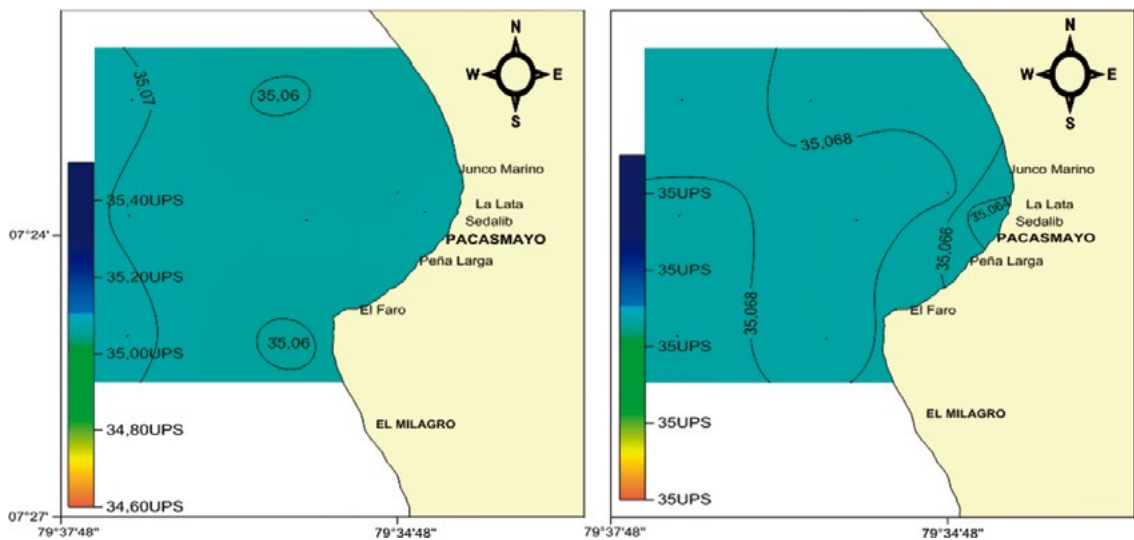 N
W E
S
35,07
35,06
Junco Marino
35,40UPS
La Lata
Sedalib
07°24'
PACASMAYO
Peña Larga
35,20UPS
El Faro
35,06
35,00UPS
EL MILAGRO
34,80UPS
34,60UPS
07°27'
79°37'48"
79°34'48"
N
W E
S
35,068
Junco Marino
35UPS
La Lata
35,064
Sedalib
PACASMAYO
35,066
Peña Larga
35UPS
35,068
El Faro
35UPS
EL MILAGRO
35UPS
35UPS
79°37'48"
79°34'48"